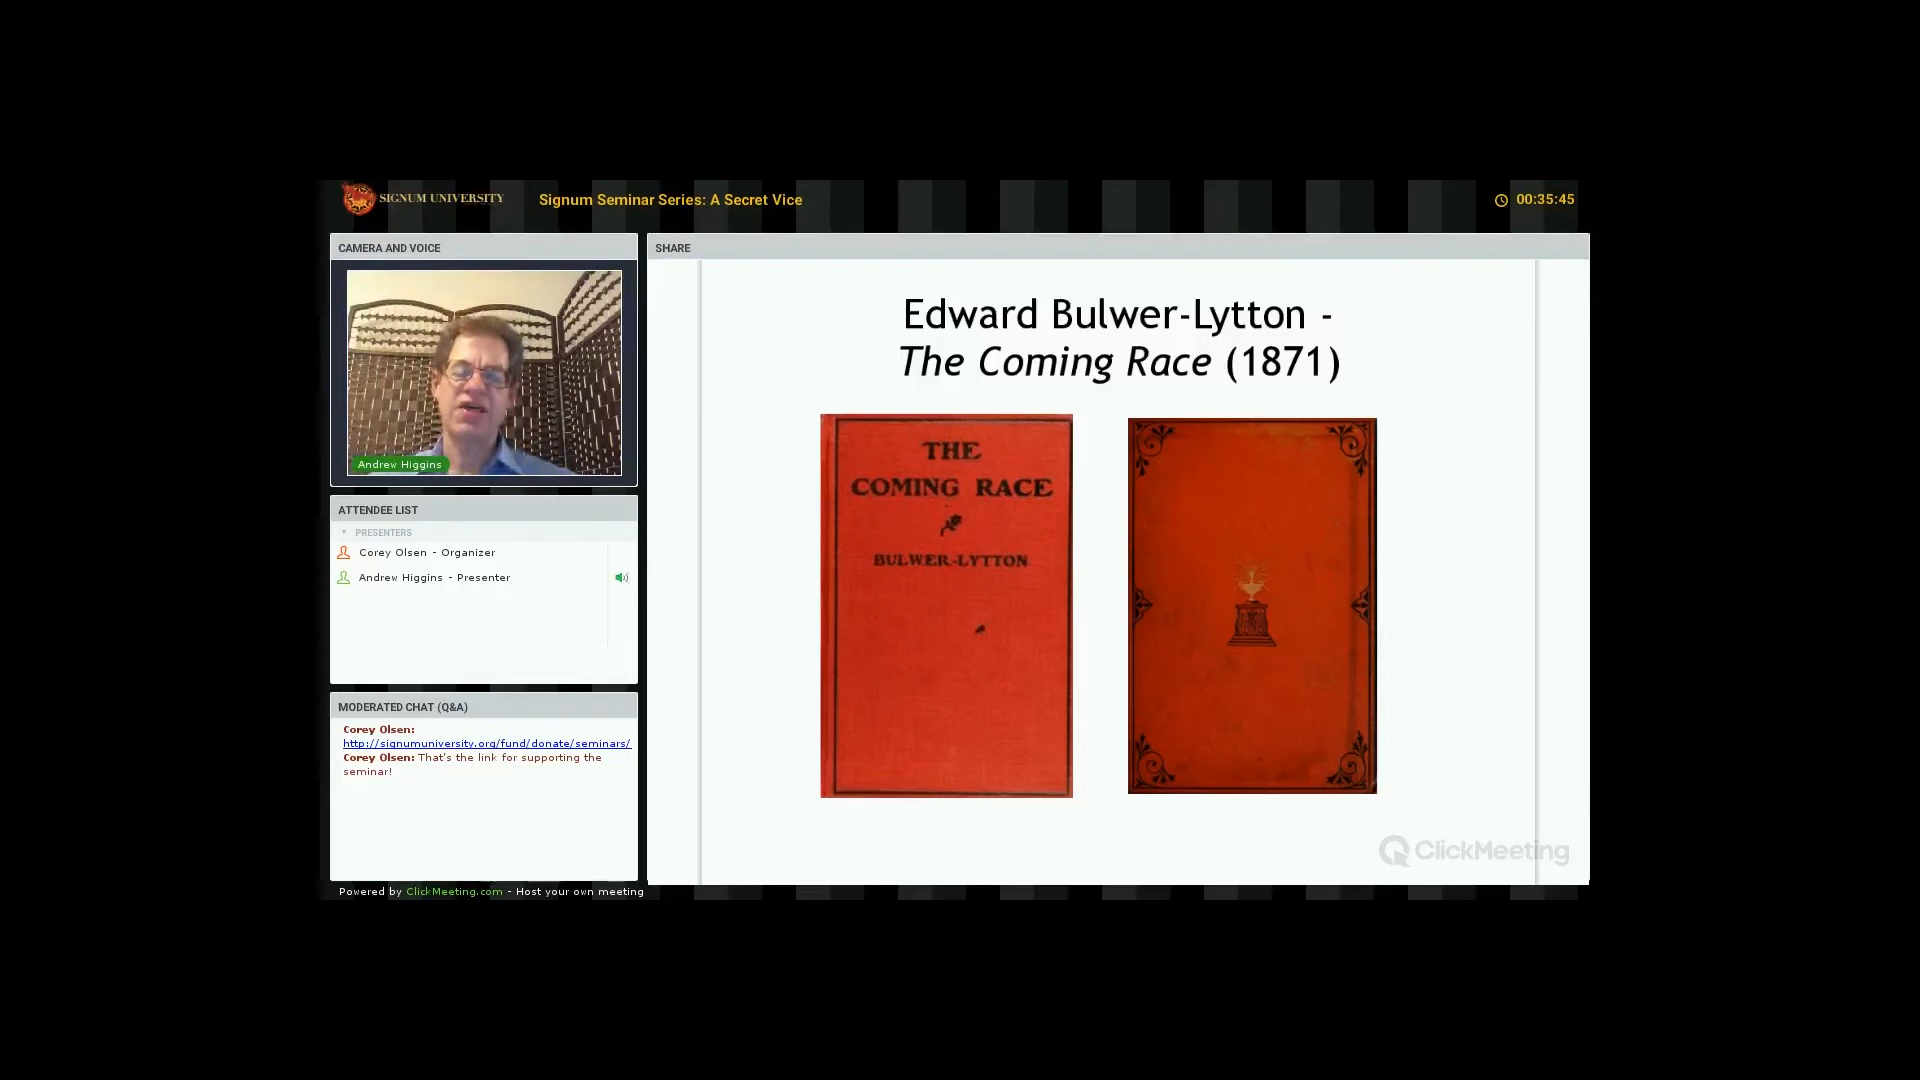 SIGNUM UNIVERSITY
Signum Seminar Series: A Secret Vice
00:35:45
CAMERA AND VOICE
Andrew Higgins
ATTENDEE LIST
PRESENTERS
Corey Olsen - Organizer
Andrew Higgins - Presenter
MODERATED CHAT (Q&A)
Corey Olsen:
http://signumuniversity.org/fund/donate/seminars/
Corey Olsen: That's the link for supporting the
seminar!
Powered by ClickMeeting.com - Host your own meeting
SHARE
Edward Bulwer-Lytton -
The Coming Race (1871)
THE
COMING RACE
BULWER-LYTTON
ClickMeeting